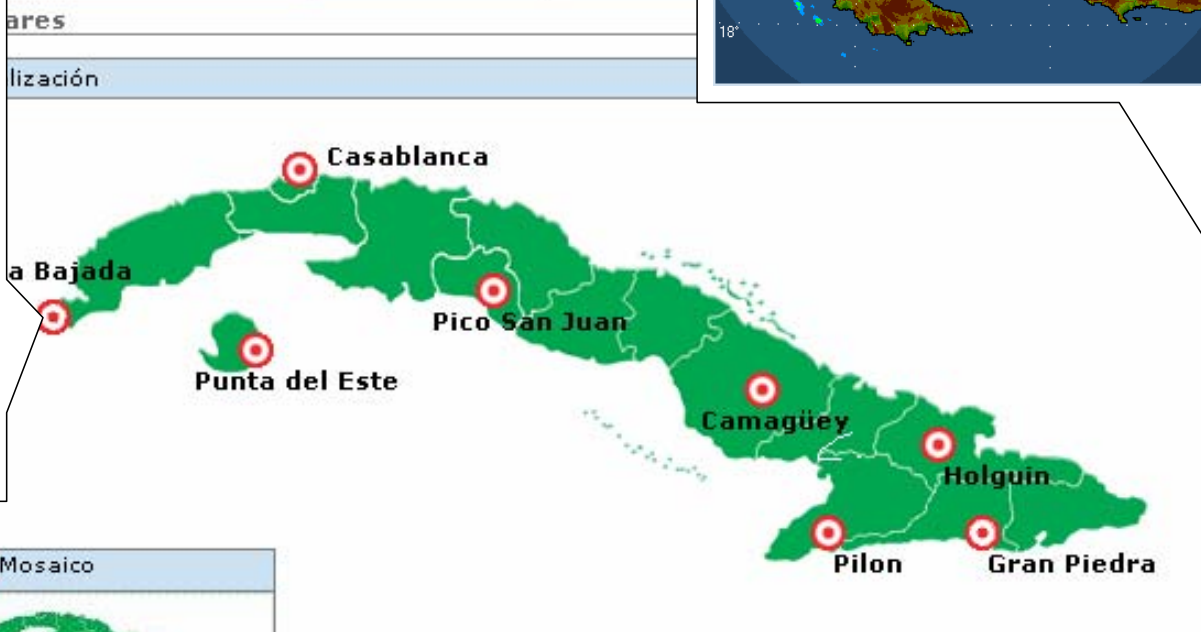 ares
18°
lización
Casablanca
a Bajada
Pico San Juan
Punta del Este
Camagüey
Holguin
Pilon
Gran Piedra
Mosaico